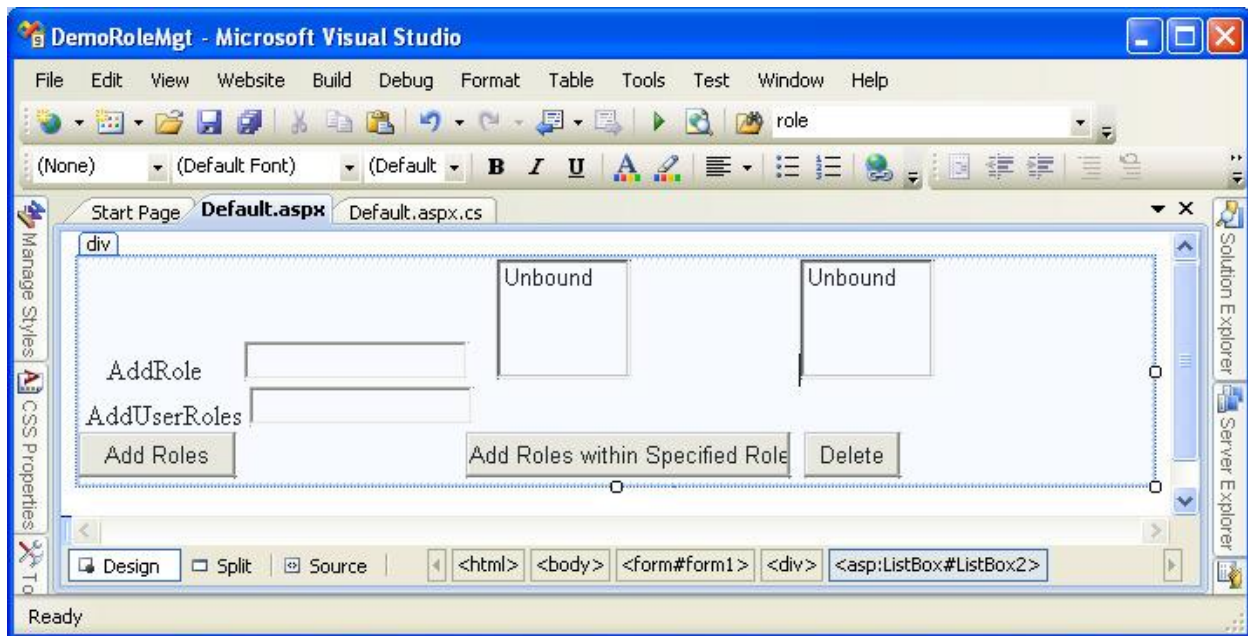 DemoRoleMgt - Microsoft Visual Studio
File Edit View Website Build Debug Format Table Tools Test Window Help
role
(None) (Default Font) (Default B I U A
Start Page Default.aspx Default.aspx.cs
Manage Styles
CSS Properties
To
div
Unbound Unbound
AddRole
AddUserRoles
Add Roles Add Roles within Specified Role Delete
Design Split Source <html> <body> <form#form1> <div> <asp:ListBox#ListBox2>
Solution Explorer
Server Explorer
Ready